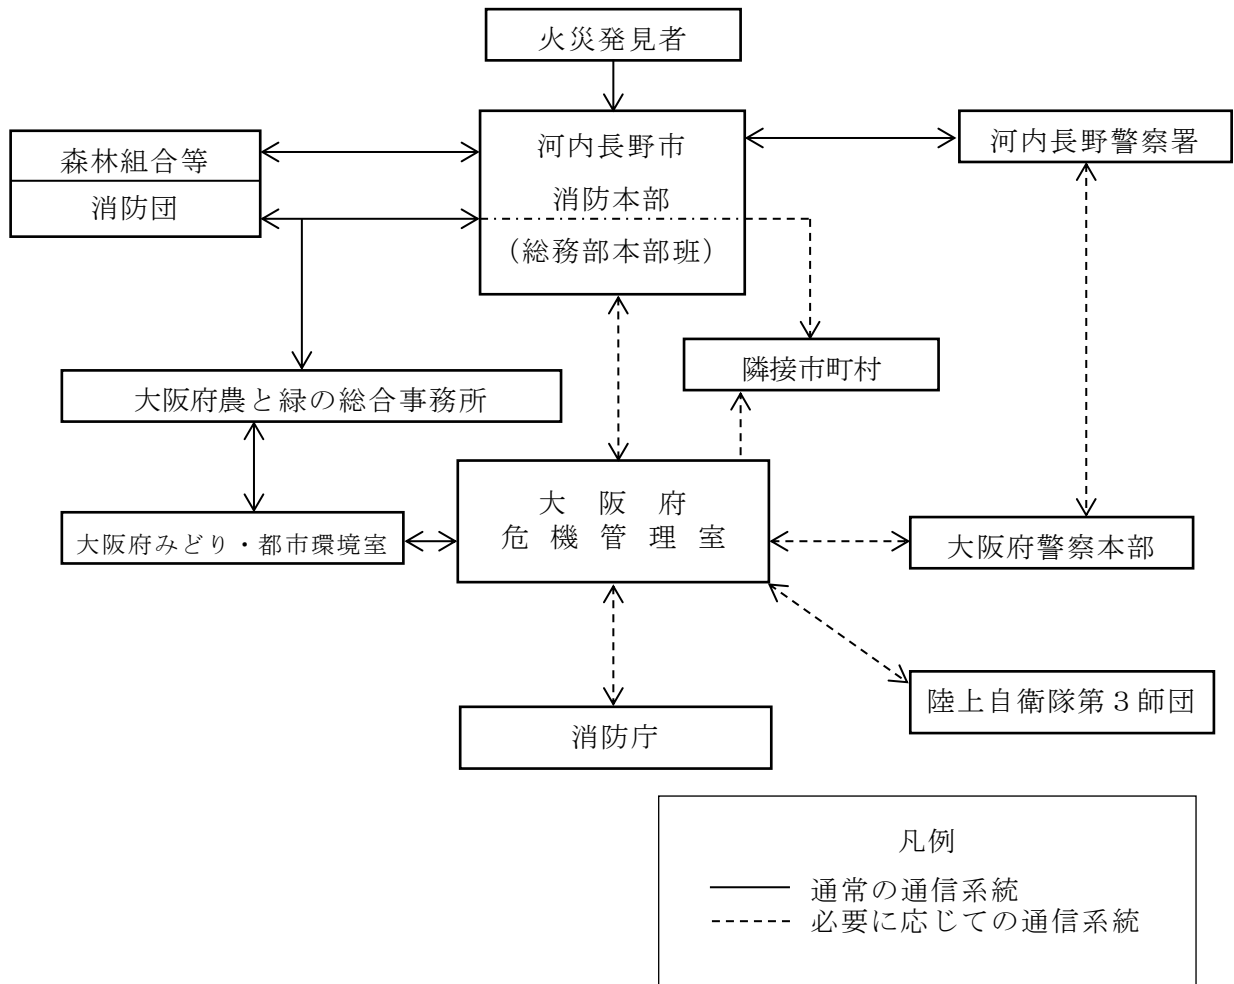 火災発見者
森林組合等
消防団
河内長野市
消防本部
（総務部本部班）
河内長野警察署
隣接市町村
大阪府農と緑の総合事務所
大阪府みどり・都市環境室
大阪府
危機管理室
大阪府警察本部
陸上自衛隊第３師団
消防庁
凡例
通常の通信系統
必要に応じての通信系統